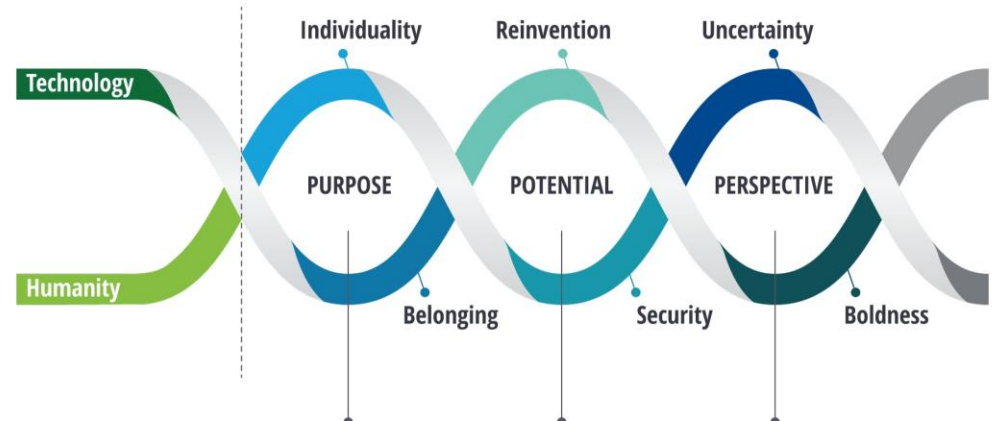 Individuality
Reinvention
Uncertainty
Technology
PURPOSE
POTENTIAL
PERSPECTIVE
Humanity
Belonging
Security
Boldness